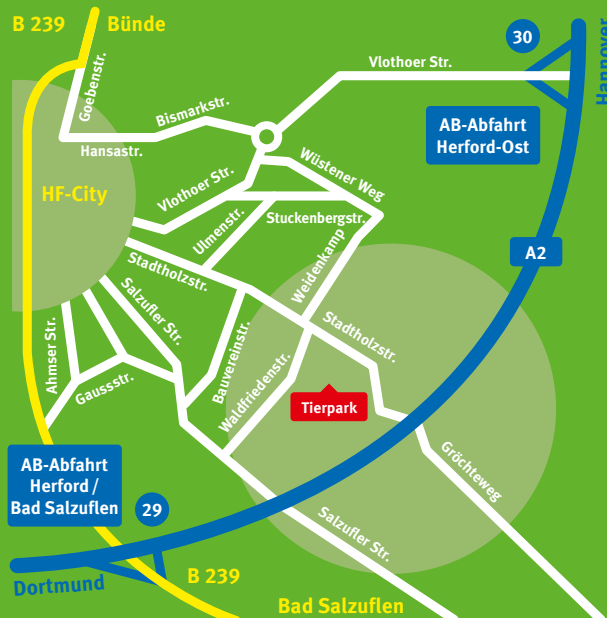 B 239
Bünde
Hannover
30
Goebenstr.
Vlothoer Str.
Bismarkstr.
AB-Abfahrt
Herford-Ost
Hansastr.
Wüstener Weg
HF-City
Vlothoer Str.
Ulmenstr.
Stuckenbergstr.
A2
Stadtholzstr.
Weidenkamp
Salzufler Str.
Stadtholzstr.
Ahmser Str.
Gaussstr.
Bauvereinstr.
Waldfriedenstr.
Tierpark
Gröchteweg
AB-Abfahrt
Herford /
Bad Salzuflen
29
Salzufler Str.
Dortmund
B 239
Bad Salzuflen